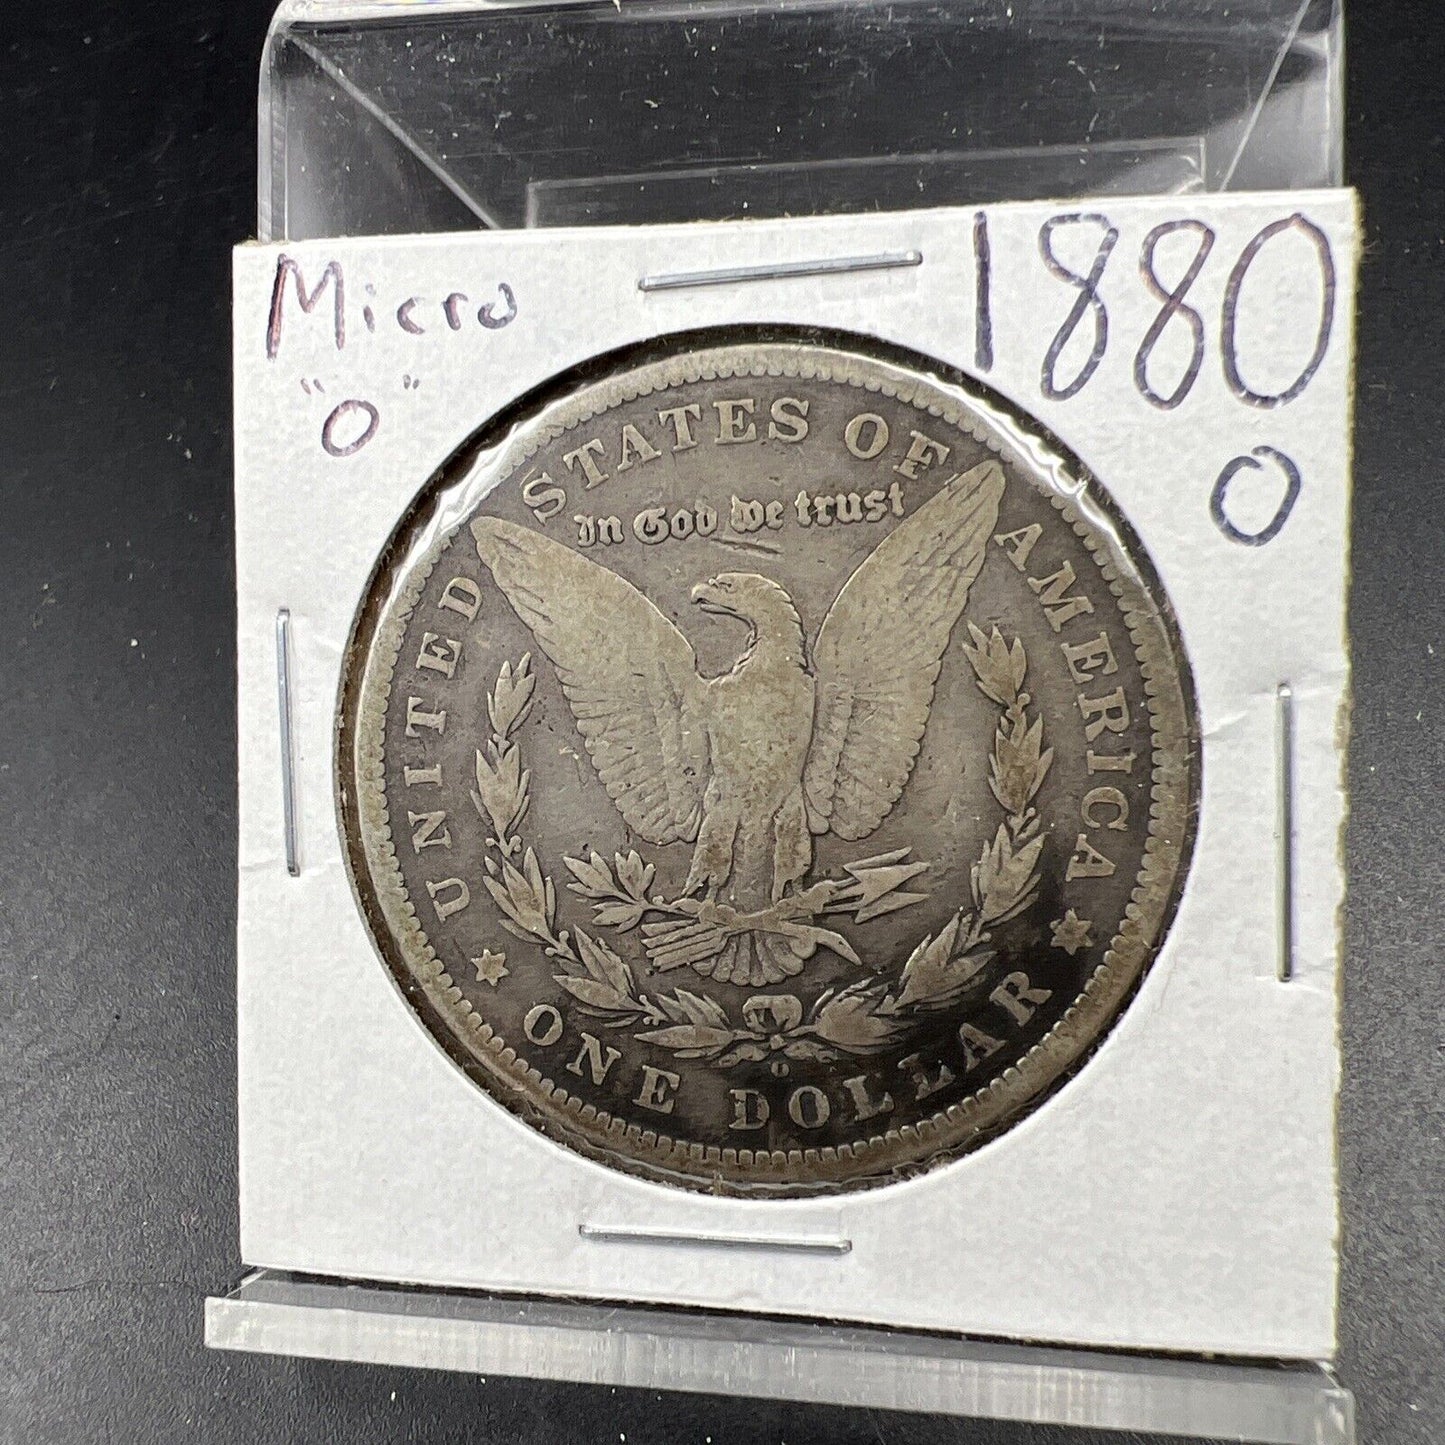 Micro 1880
"O" O
UNITED STATES OF AMERICA
In God we trust
O
ONE DOLLAR